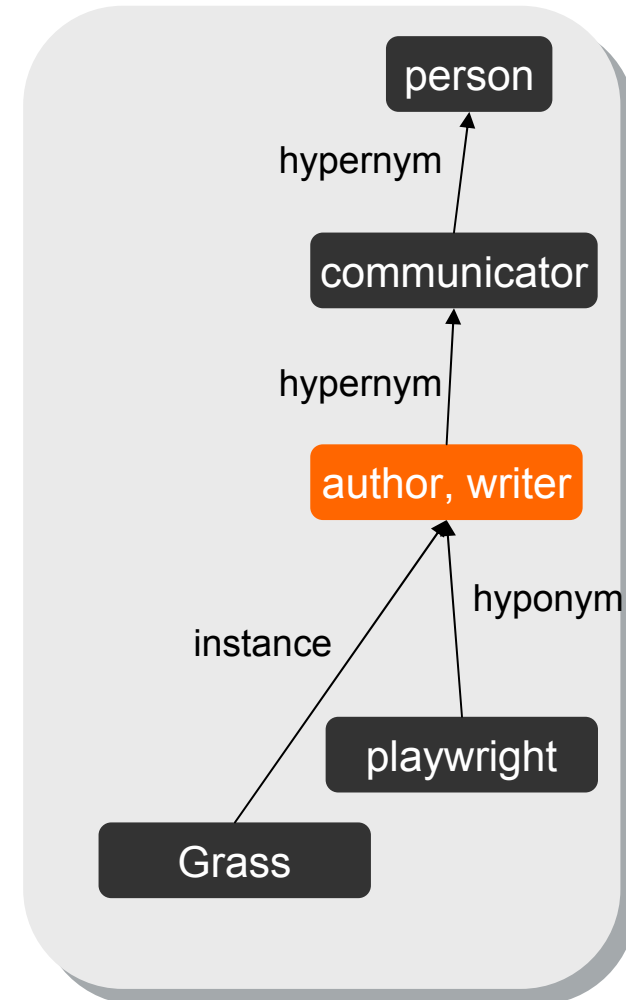 person
hypernym
communicator
hypernym
author, writer
hyponym
instance
playwright
Grass